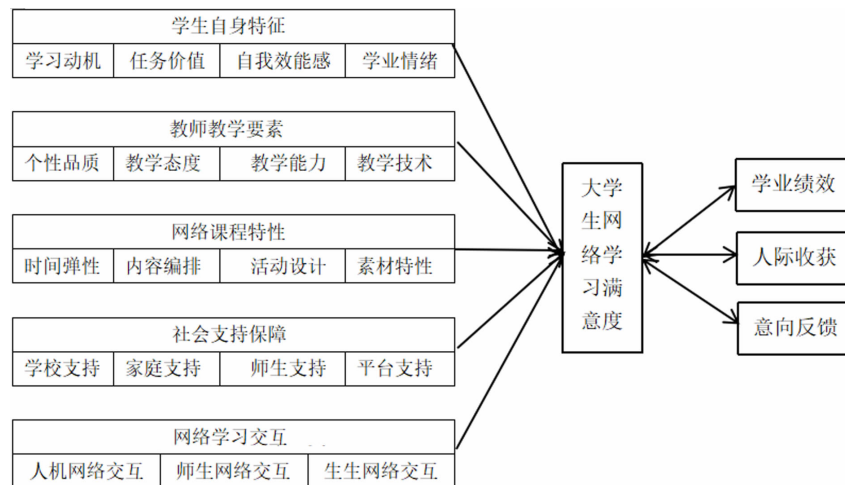 学生自身特征
学习动机 任务价值 自我效能感 学业情绪
教师教学要素
个性品质 教学态度 教学能力 教学技术
网络课程特性
时间弹性 内容编排 活动设计 素材特性
社会支持保障
学校支持 家庭支持 师生支持 平台支持
网络学习交互
人机网络交互 师生网络交互 生生网络交互
大学
生网
络学
习满
意度
学业绩效
人际收获
意向反馈